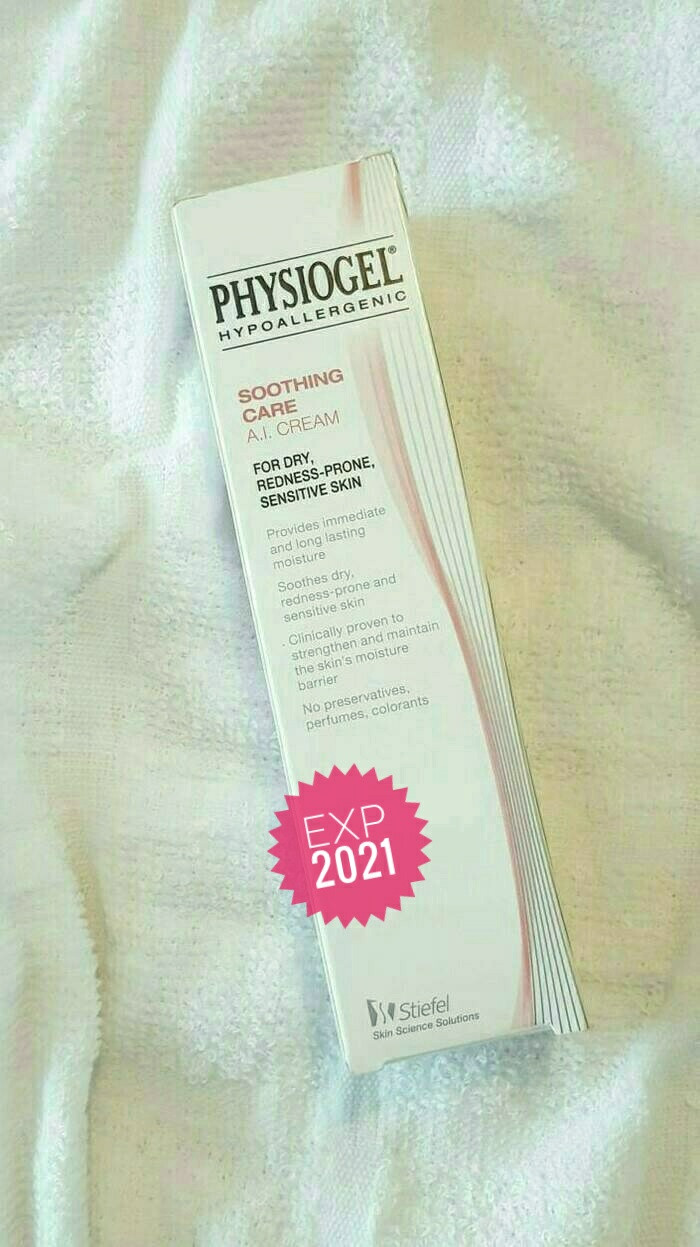 PHYSIOGEL®
HYPOALLERGENIC
SOOTHING
CARE
A.I. CREAM
FOR DRY,
REDNESS-PRONE,
SENSITIVE SKIN
Provides immediate
and long lasting
moisture
Soothes dry,
redness-prone and
sensitive skin
. Clinically proven to
strengthen and maintain
the skin's moisture
barrier
No preservatives,
perfumes, colorants
EXP
2021
Stiefel
Skin Science Solutions